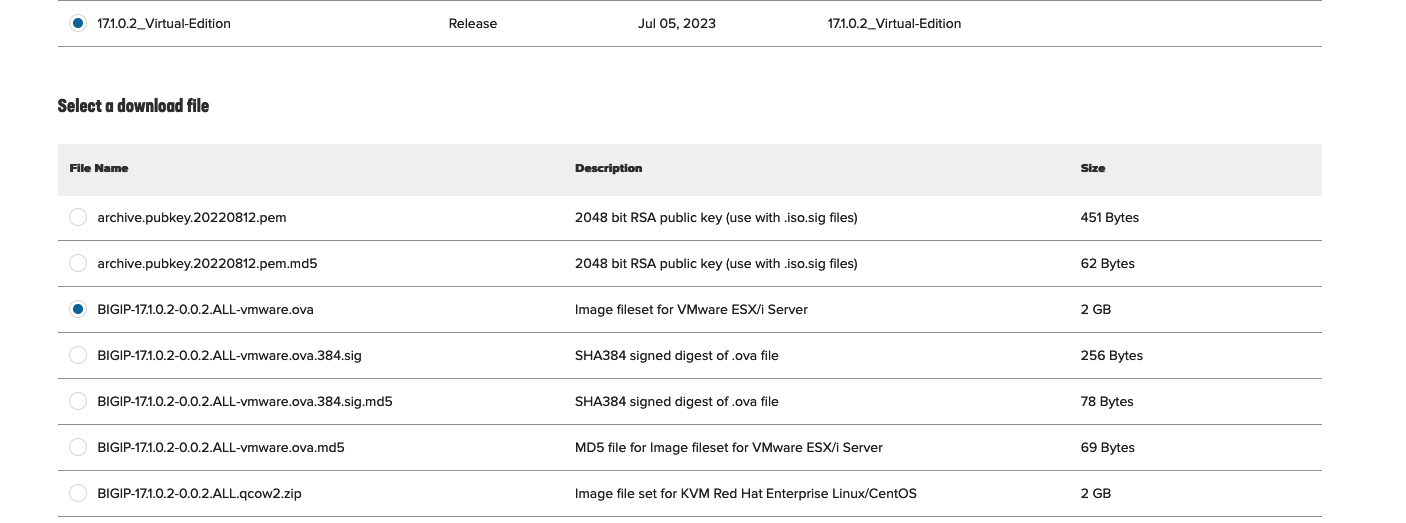 17.1.0.2_Virtual-Edition Release Jul 05, 2023 17.1.0.2_Virtual-Edition
Select a download file
File Name Description Size
archive.pubkey.20220812.pem 2048 bit RSA public key (use with .iso.sig files) 451 Bytes
archive.pubkey.20220812.pem.md5 2048 bit RSA public key (use with .iso.sig files) 62 Bytes
BIGIP-17.1.0.2-0.0.2.ALL-vmware.ova Image fileset for VMware ESX/i Server 2 GB
BIGIP-17.1.0.2-0.0.2.ALL-vmware.ova.384.sig SHA384 signed digest of .ova file 256 Bytes
BIGIP-17.1.0.2-0.0.2.ALL-vmware.ova.384.sig.md5 SHA384 signed digest of .ova file 78 Bytes
BIGIP-17.1.0.2-0.0.2.ALL-vmware.ova.md5 MD5 file for Image fileset for VMware ESX/i Server 69 Bytes
BIGIP-17.1.0.2-0.0.2.ALL.qcow2.zip Image file set for KVM Red Hat Enterprise Linux/CentOS 2 GB